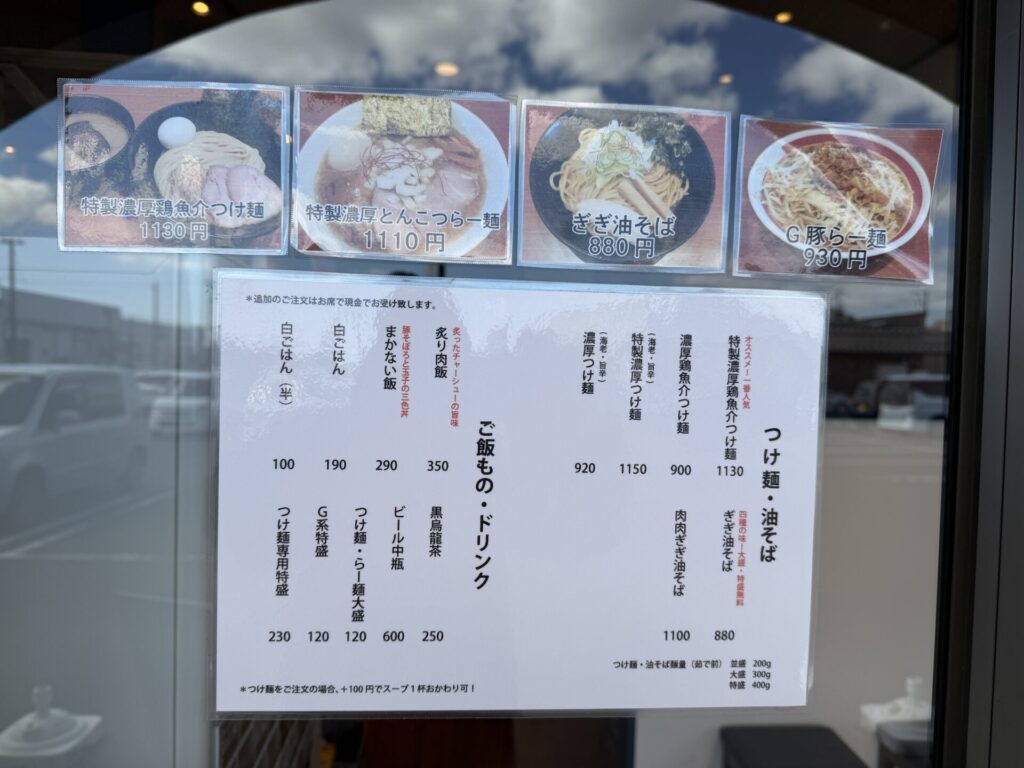 特製濃厚鶏魚介つけ麺
1130円
特製濃厚とんこつらー麺
1110円
ぎぎ油そば
880円
G豚らー麺
930円
＊追加のご注文はお席で現金でお受け致します。
つけ麺・油そば
オススメ！一番人気
特製濃厚鶏魚介つけ麺
1130
濃厚鶏魚介つけ麺
900
（海老・旨辛）
特製濃厚つけ麺
1150
（海老・旨辛）
濃厚つけ麺
920
四種の味ー大盛・特盛無料
ぎぎ油そば
880
肉肉ぎぎ油そば
1100
つけ麺・油そば麺量（茹で前） 並盛 200g
大盛 300g
特盛 400g
ご飯もの・ドリンク
炙ったチャーシューの旨味
炙り肉飯
350
豚そぼろと玉子の三色丼
まかない飯
290
白ごはん
190
白ごはん（半）
100
黒烏龍茶
250
ビール中瓶
600
つけ麺・らー麺大盛
120
G系特盛
120
つけ麺専用特盛
230
＊つけ麺をご注文の場合、＋100円でスープ1杯おかわり可！